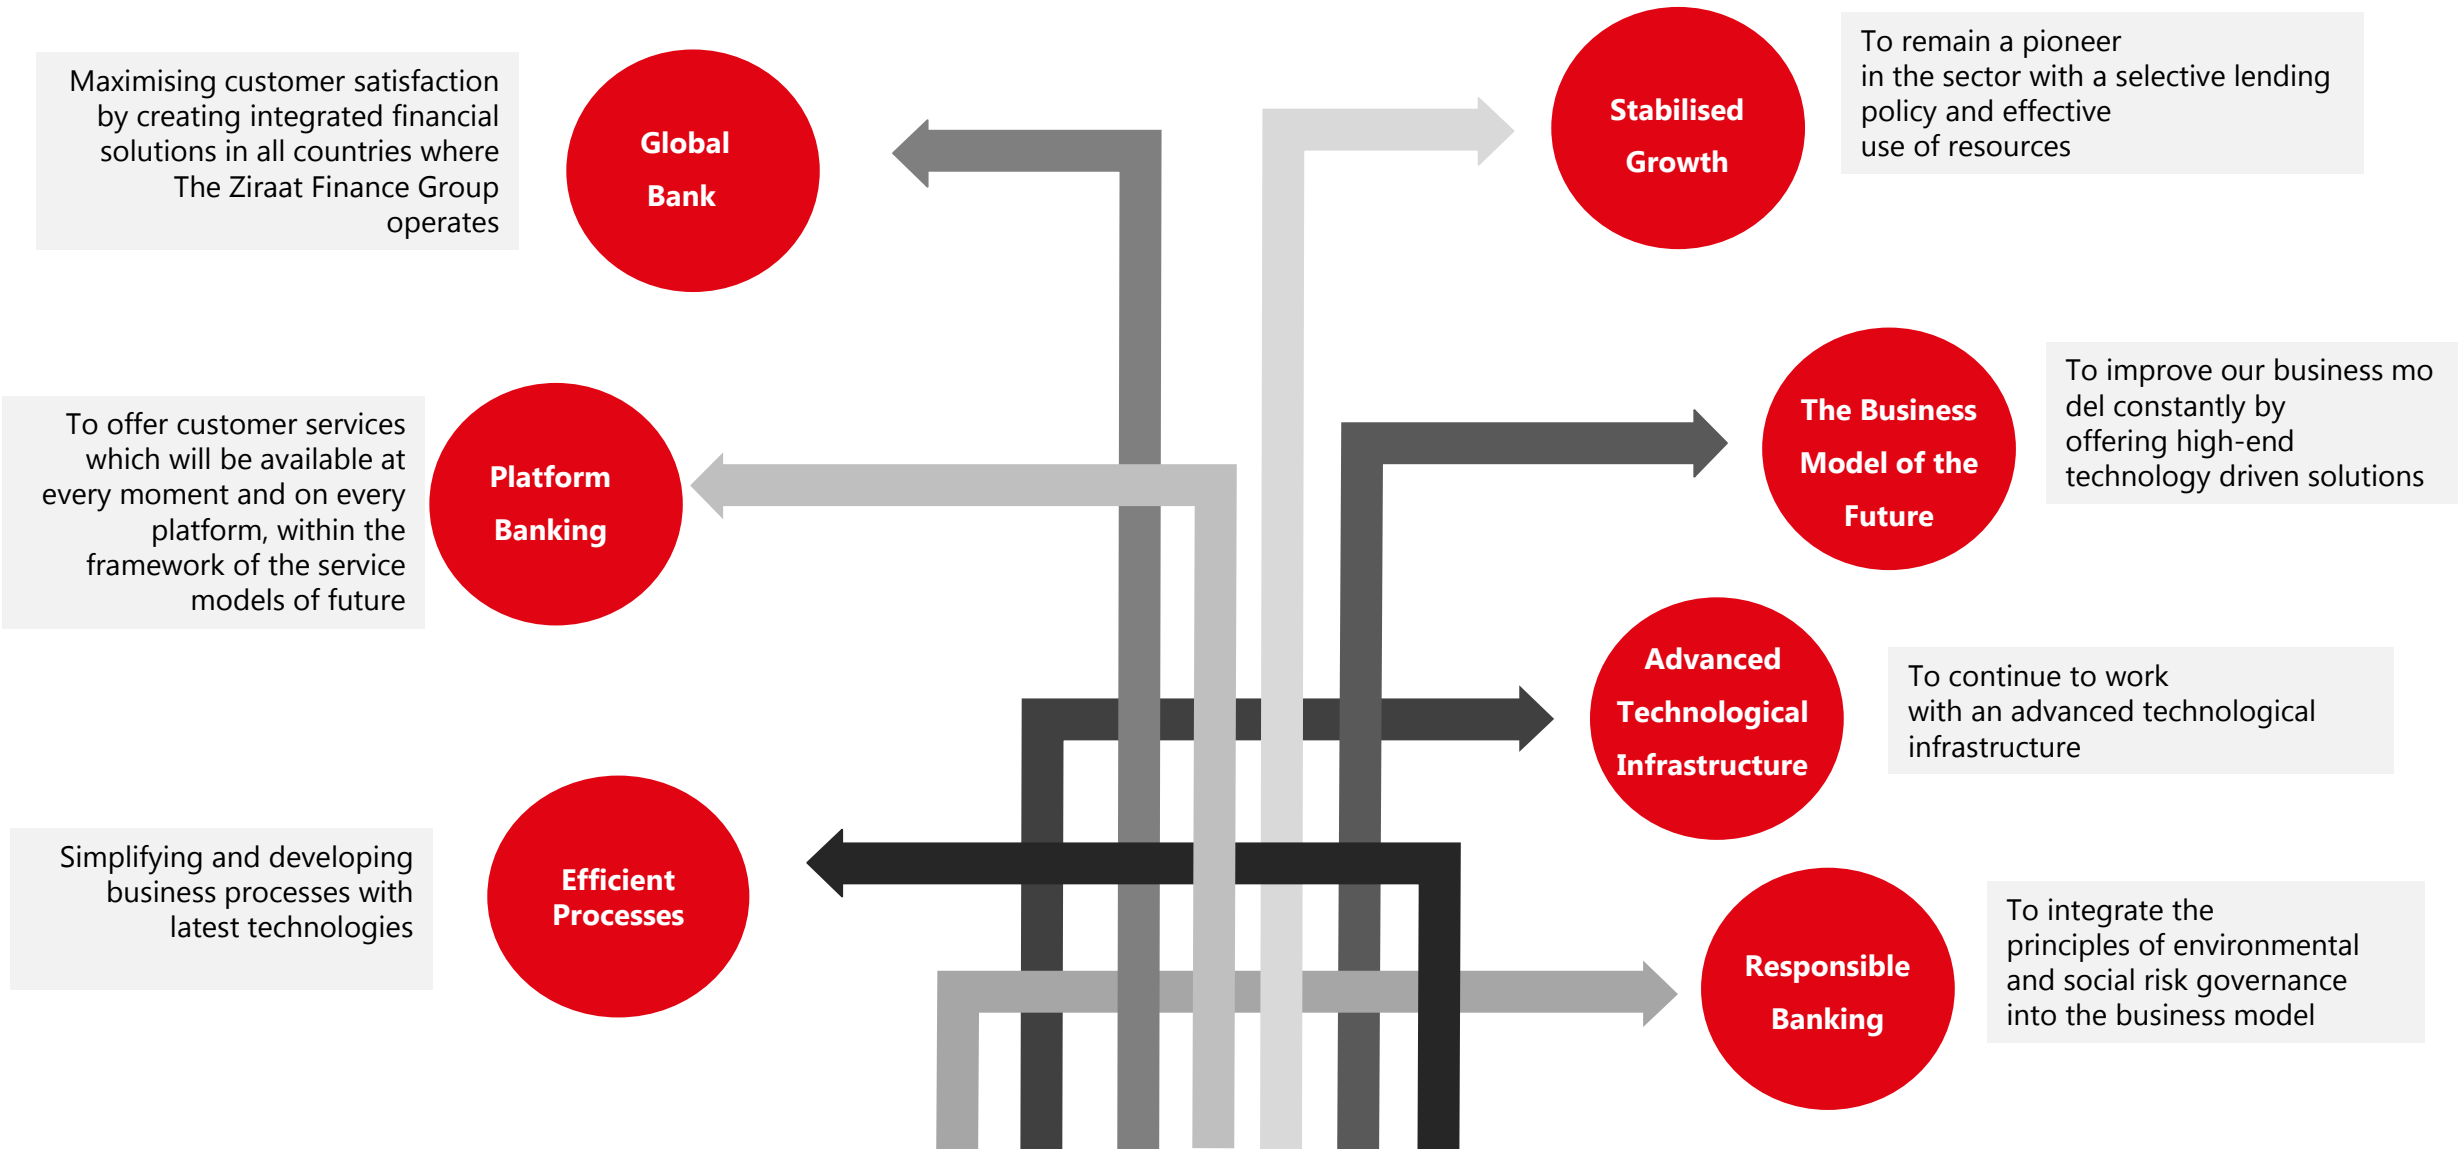 Maximising customer satisfaction
by creating integrated financial
solutions in all countries where
The Ziraat Finance Group
operates
Global
Bank
Stabilised
Growth
To remain a pioneer
in the sector with a selective lending
policy and effective
use of resources
To offer customer services
which will be available at
every moment and on every
platform, within the
framework of the service
models of future
Platform
Banking
The Business
Model of the
Future
To improve our business mo
del constantly by
offering high-end
technology driven solutions
Advanced
Technological
Infrastructure
To continue to work
with an advanced technological
infrastructure
Simplifying and developing
business processes with
latest technologies
Efficient
Processes
Responsible
Banking
To integrate the
principles of environmental
and social risk governance
into the business model